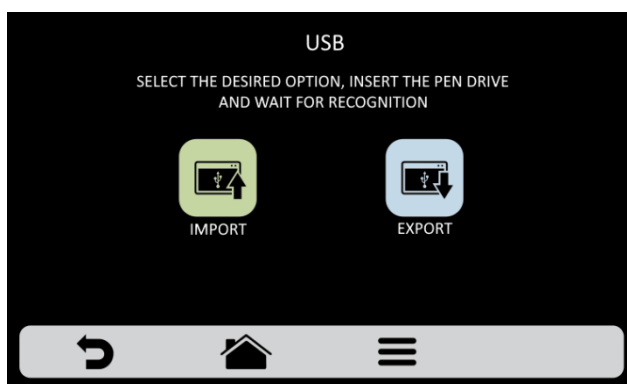 USB
SELECT THE DESIRED OPTION, INSERT THE PEN DRIVE
AND WAIT FOR RECOGNITION
IMPORT
EXPORT